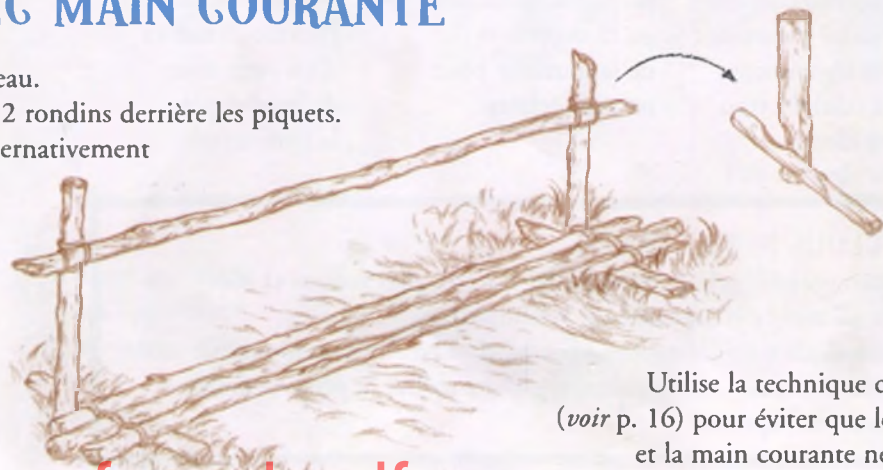 MAIN COURANTE
eau.
2 rondins derrière les piquets.
ernativement
Utilise la technique
(voir p. 16) pour éviter que
et la main courante